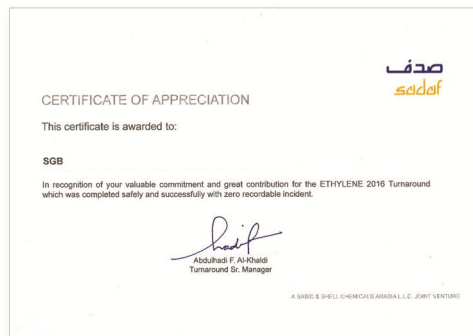 صدف
sadaf
CERTIFICATE OF APPRECIATION
This certificate is awarded to:
SGB
In recognition of your valuable commitment and great contribution for the ETHYLENE 2016 Turnaround
which was completed safely and successfully with zero recordable incident.
Abdulhadi F. Al-Khaldi
Turnaround Sr. Manager
A SABIC & SHELL CHEMICALS ARABIA L.L.C. JOINT VENTURE